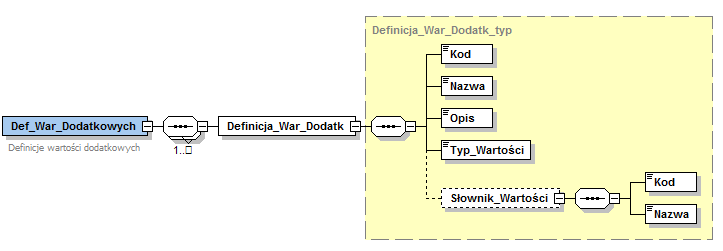 Definicja_War_Dodatk_typ
Kod
Nazwa
Def_War_Dodatkowych
Definicja_War_Dodatk
Opis
Definicje wartości dodatkowych
1..□
Typ_Wartości
Słownik_Wartości
Kod
Nazwa